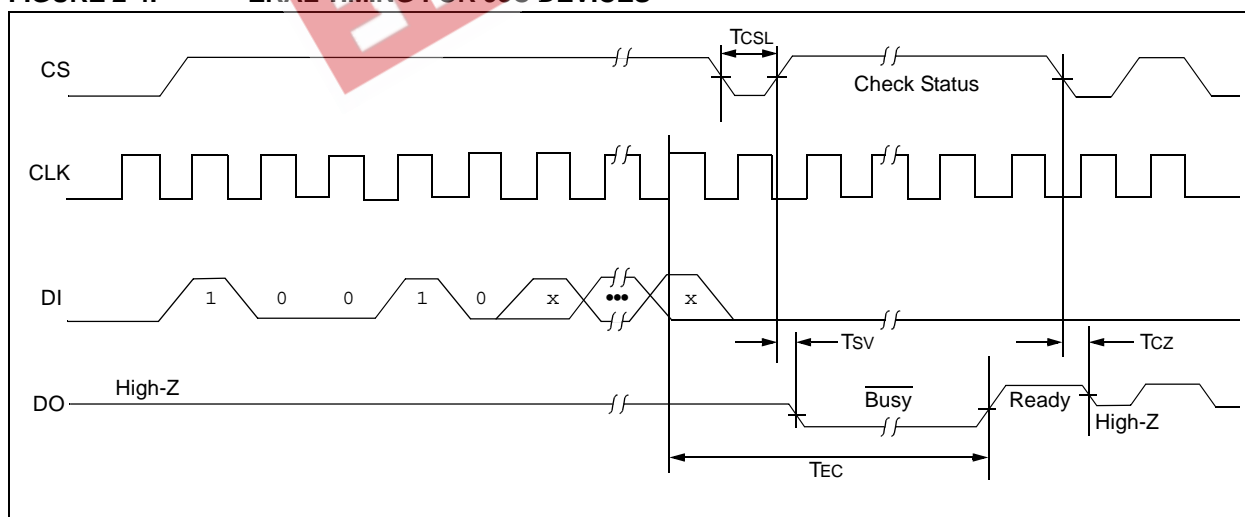 CS
TCSL
Check Status
CLK
DI
1 0 0 1 0 x ••• x
TSV
TCZ
DO
High-Z
Busy
Ready
High-Z
TEC